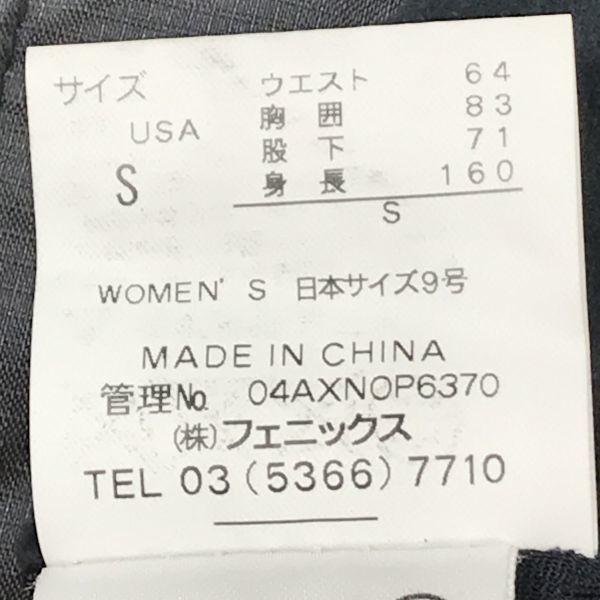 サイズ
USA
S
ウエスト 64
胸囲 83
股下 71
身長 160
S
WOMEN' S 日本サイズ9号
MADE IN CHINA
管理№ 04AXNOP6370
(株)フェニックス
TEL 03(5366)7710